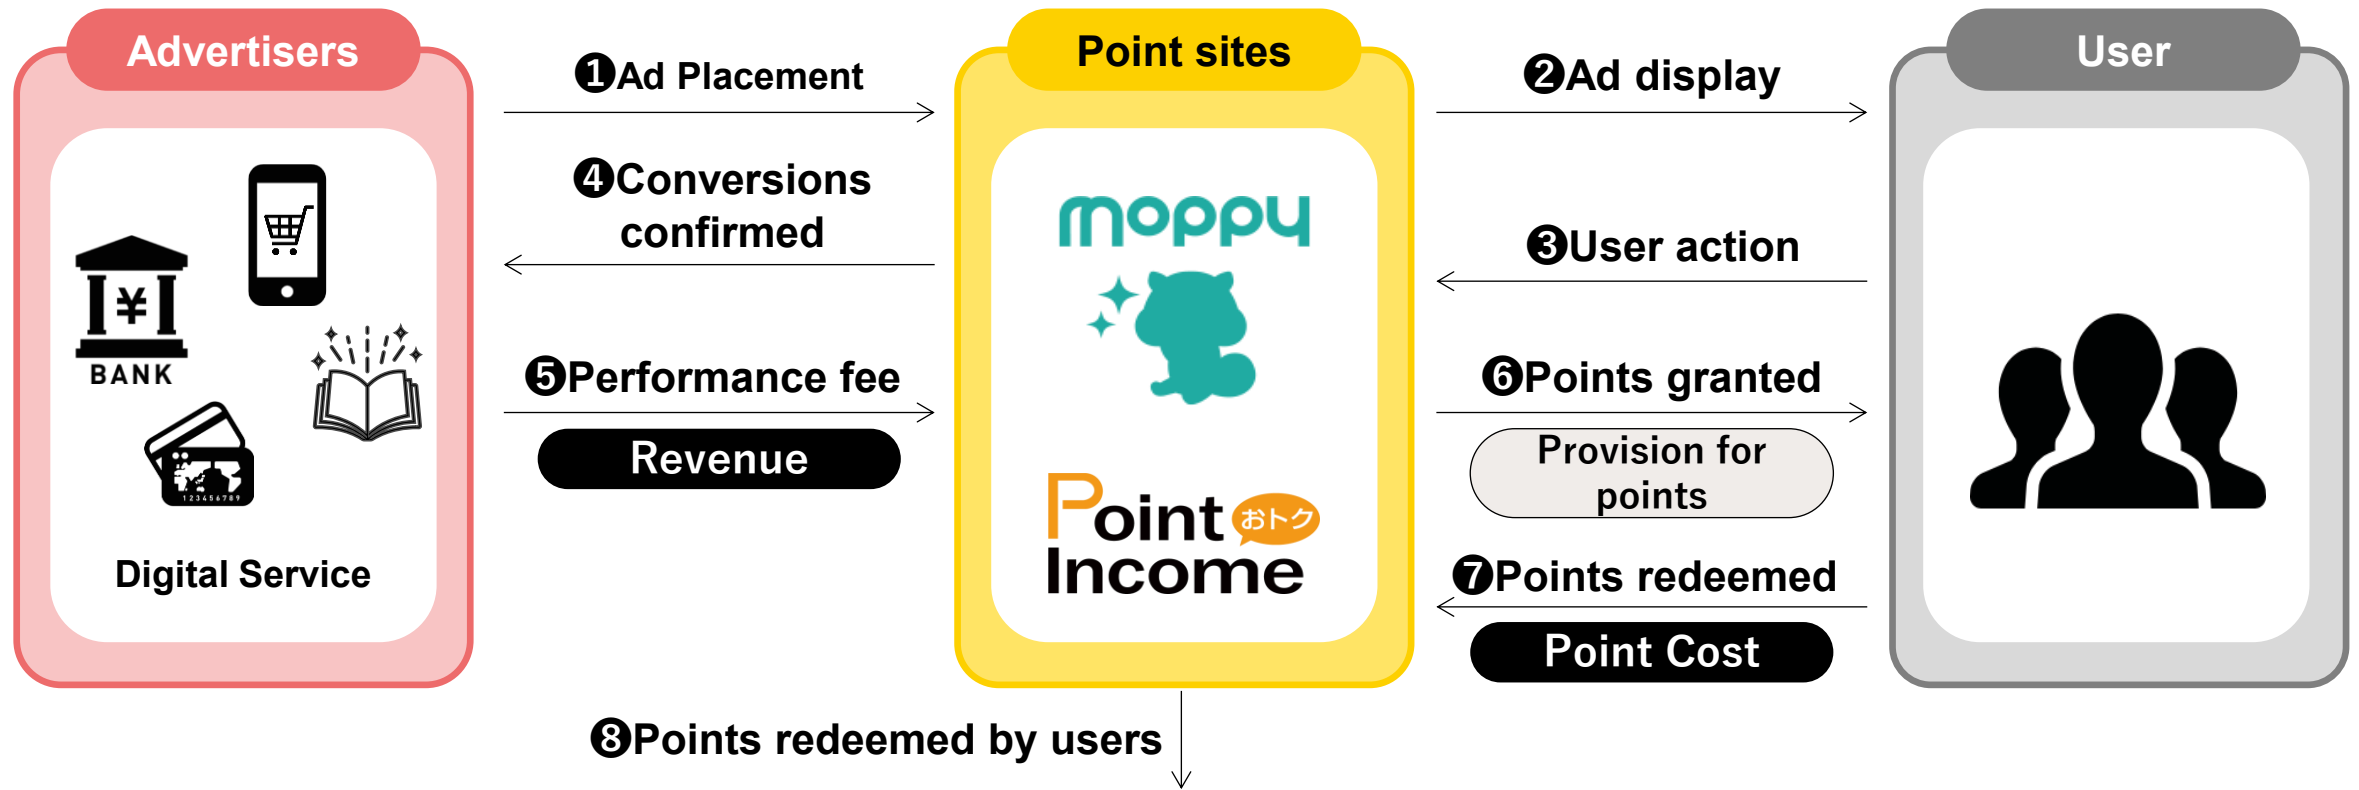 Advertisers
Point sites
User
❶Ad Placement
❷Ad display
❹Conversions
confirmed
❸User action
❺Performance fee
Revenue
❻Points granted
Provision for
points
❼Points redeemed
Point Cost
❽Points redeemed by users
¥
BANK
123456789
Digital Service
moppy
Point おトク
Income